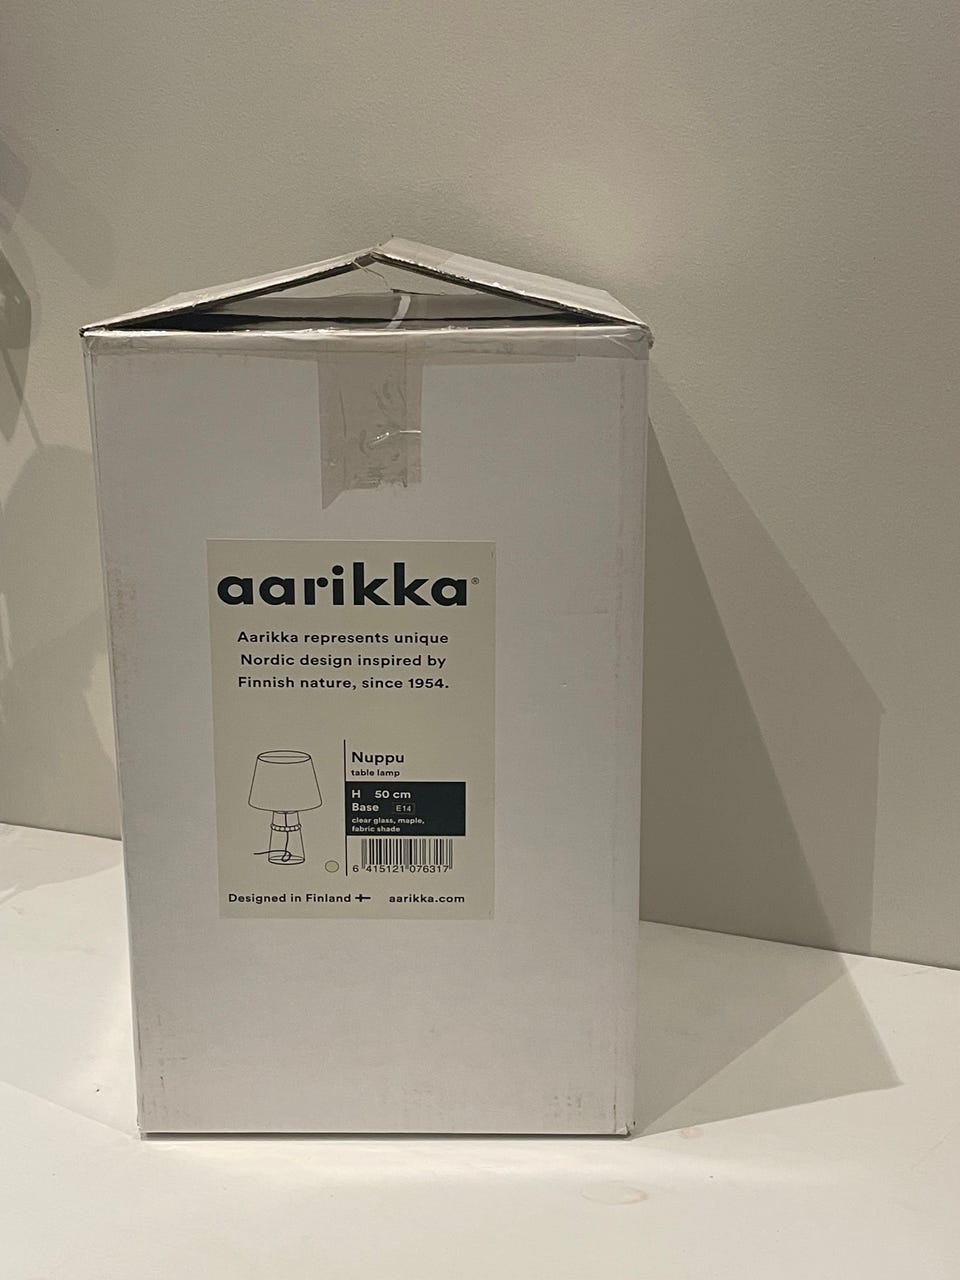 aarikka®
Aarikka represents unique
Nordic design inspired by
Finnish nature, since 1954.
Nuppu
table lamp
H 50 cm
Base E14
clear glass, maple,
fabric shade
6 415121 076317
Designed in Finland aarikka.com